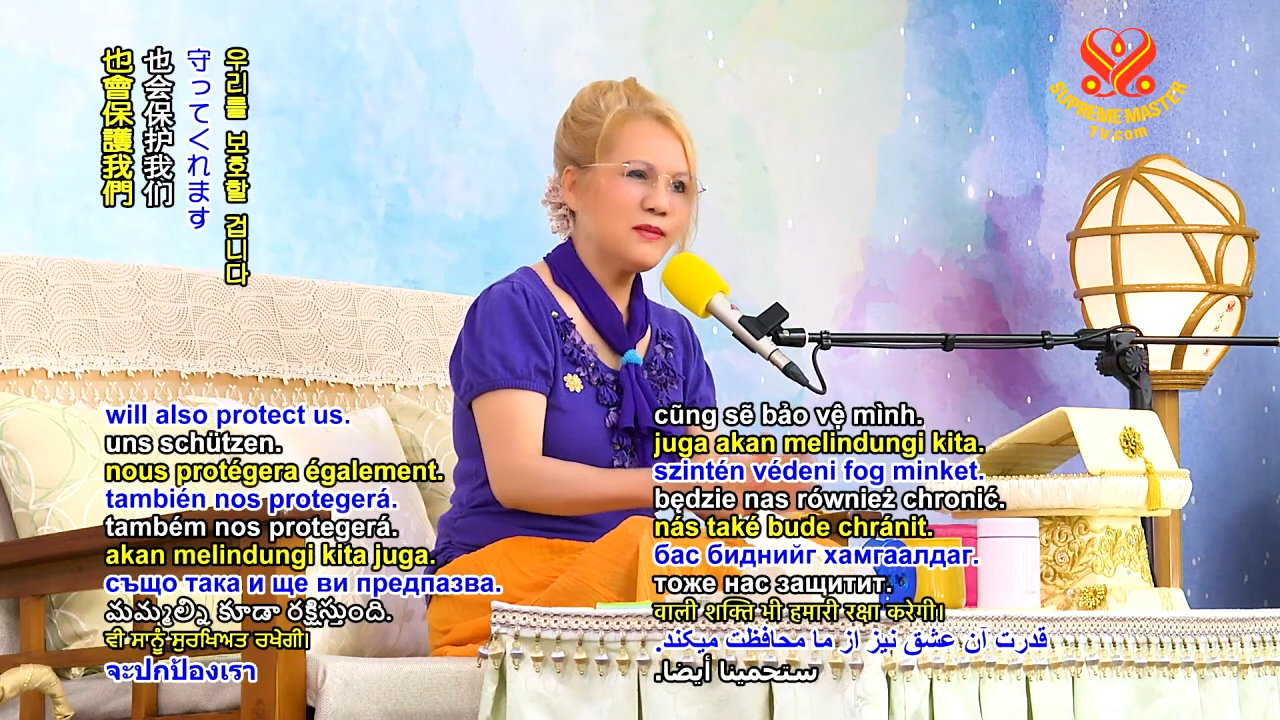 우리를 보호할 겁니다
守ってくれます
也会保护我们
也會保護我們
SUPREME MASTER
TV.com
will also protect us.
uns schützen.
nous protégera également.
también nos protegerá.
também nos protegerá.
akan melindungi kita juga.
също така и ще ви предпазва.
మమ్మల్ని కూడా రక్షిస్తుంది.
ਵੀ ਸਾਨੂੰ ਸੁਰਖਿਅਤ ਰਖੇਗੀ।
จะปกป้องเรา
cũng sẽ bảo vệ mình.
juga akan melindungi kita.
szintén védeni fog minket.
będzie nas również chronić.
nás také bude chránit.
бас биднийг хамгаалдаг.
тоже нас защитит.
वाली शक्ति भी हमारी रक्षा करेगी।
قدرت آن عشق نیز از ما محافظت میکند.
ستحمينا أيضا.